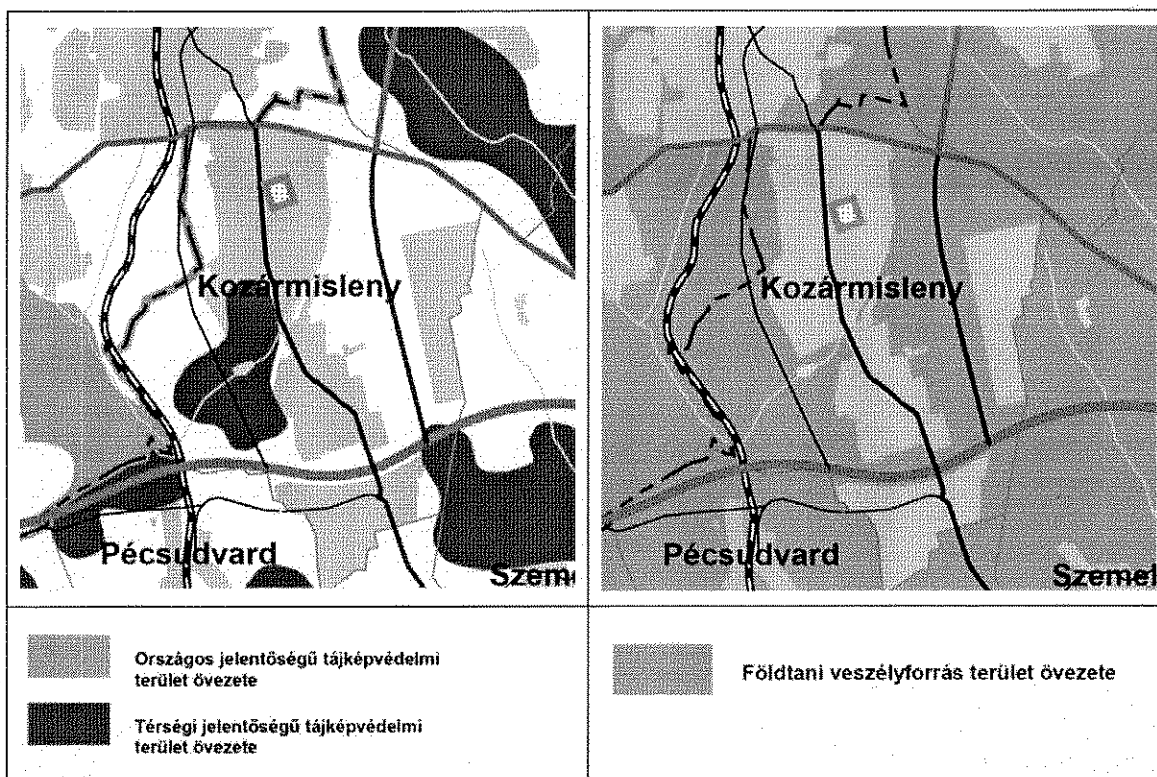 Kozármisleny
Pécsudvard
Szemel
Kozármisleny
Pécsudvard
Szemel
Országos jelentőségű tájképvédelmi
terület övezete
Térségi jelentőségű tájképvédelmi
terület övezete
Földtani veszélyforrás terület övezete